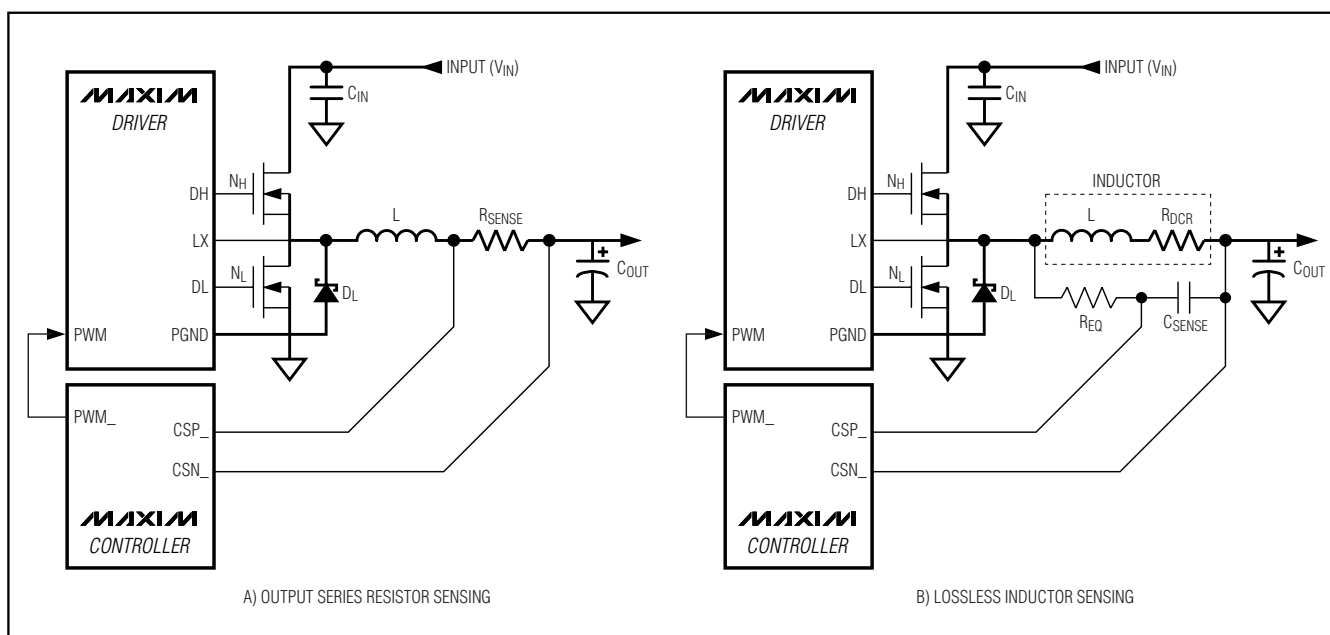 INPUT (VIN)
CIN
MAXIM
DRIVER
NH
DH
L
RSENSE
LX
NL
DL
DL
COUT
+
PWM
PGND
PWM_
CSP_
CSN_
MAXIM
CONTROLLER
A) OUTPUT SERIES RESISTOR SENSING
INPUT (VIN)
CIN
MAXIM
DRIVER
NH
DH
INDUCTOR
L
RDCR
LX
NL
DL
DL
COUT
+
REQ
CSENSE
PWM
PGND
PWM_
CSP_
CSN_
MAXIM
CONTROLLER
B) LOSSLESS INDUCTOR SENSING